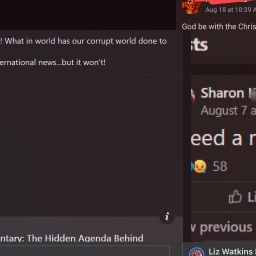 Aug 18 at 10:39 A
God be with the Chris
! What in world has our corrupt world done to
sts
ernational news..but it won't!
Sharon
August 7 a
eed a r
58
Li
previous
ntary: The Hidden Agenda Behind
Liz Watkins